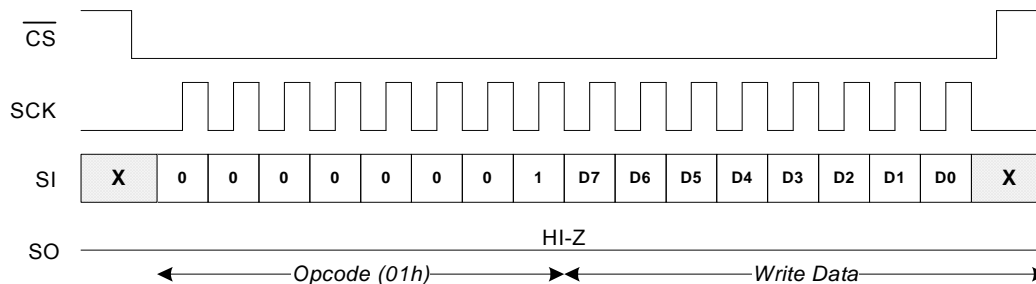 CS
SCK
SI X 0 0 0 0 0 0 0 1 D7 D6 D5 D4 D3 D2 D1 D0 X
HI-Z
SO
Opcode (01h) Write Data